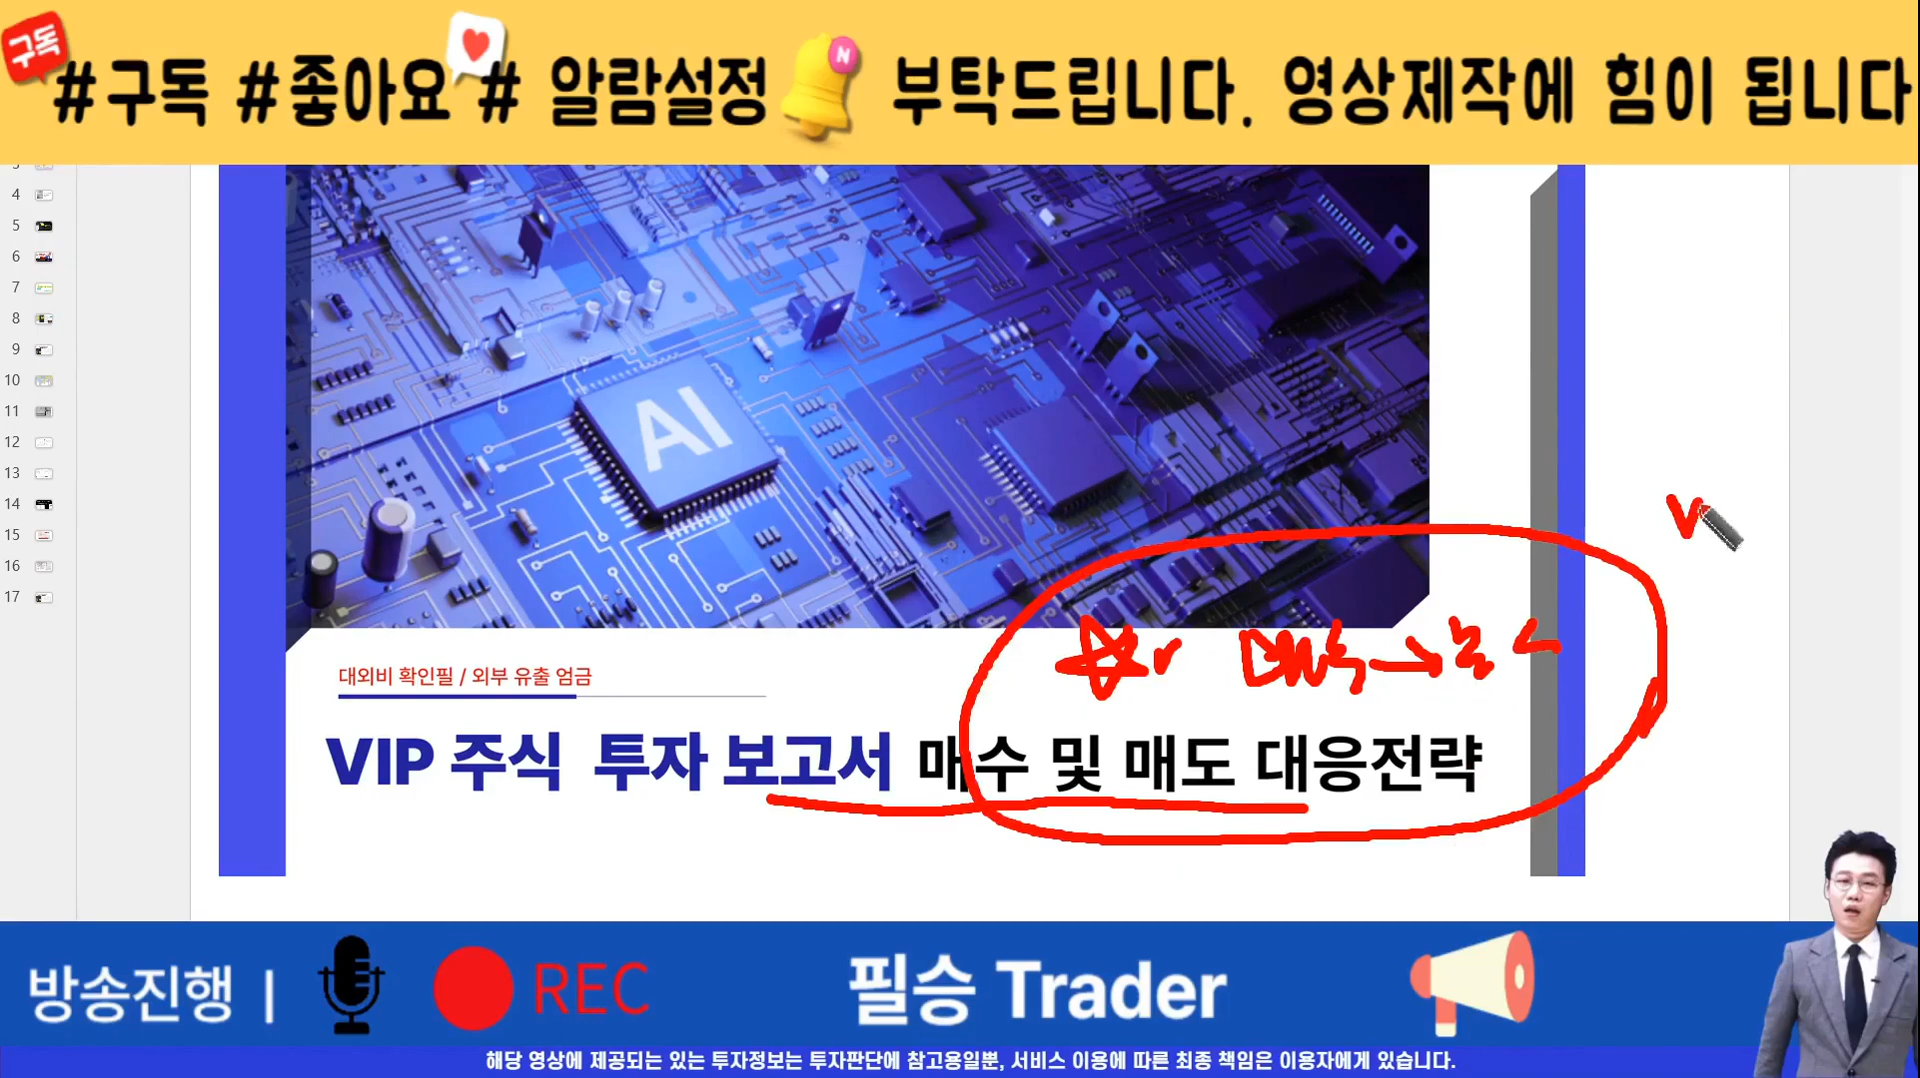 구독
#구독 #좋아요 # 알람설정 N 부탁드립니다. 영상제작에 힘이 됩니다
3
4
5
6
7
8
9
10
11
12
13
14
15
16
17
AI
대외비 확인필 / 외부 유출 엄금
VIP 주식 투자 보고서 매수 및 매도 대응전략
방송진행 | REC 필승 Trader
해당 영상에 제공되는 있는 투자정보는 투자판단에 참고용일뿐, 서비스 이용에 따른 최종 책임은 이용자에게 있습니다.